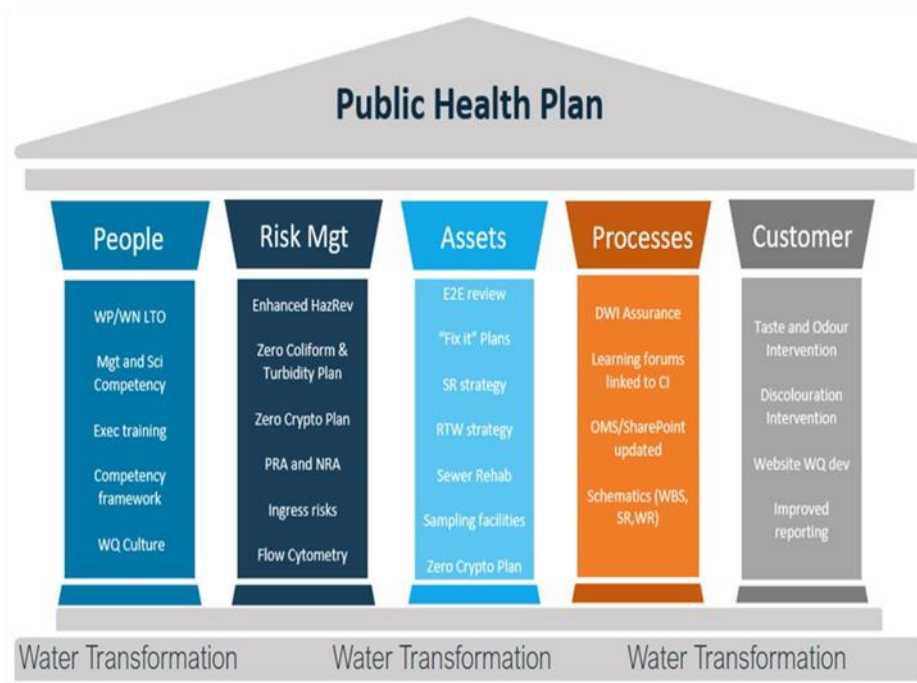 Public Health Plan
People
WP/WN LTO
Mgt and Sci
Competency
Exec training
Competency
framework
WQ Culture
Risk Mgt
Enhanced HazRev
Zero Coliform &
Turbidity Plan
Zero Crypto Plan
PRA and NRA
Ingress risks
Flow Cytometry
Assets
E2E review
“Fix it” Plans
SR strategy
RTW strategy
Sewer Rehab
Sampling facilities
Zero Crypto Plan
Processes
DWI Assurance
Learning forums
linked to CI
OMS/SharePoint
updated
Schematics (WBS,
SR,WR)
Customer
Taste and Odour
Intervention
Discolouration
Intervention
Website WQ dev
Improved
reporting
Water Transformation
Water Transformation
Water Transformation